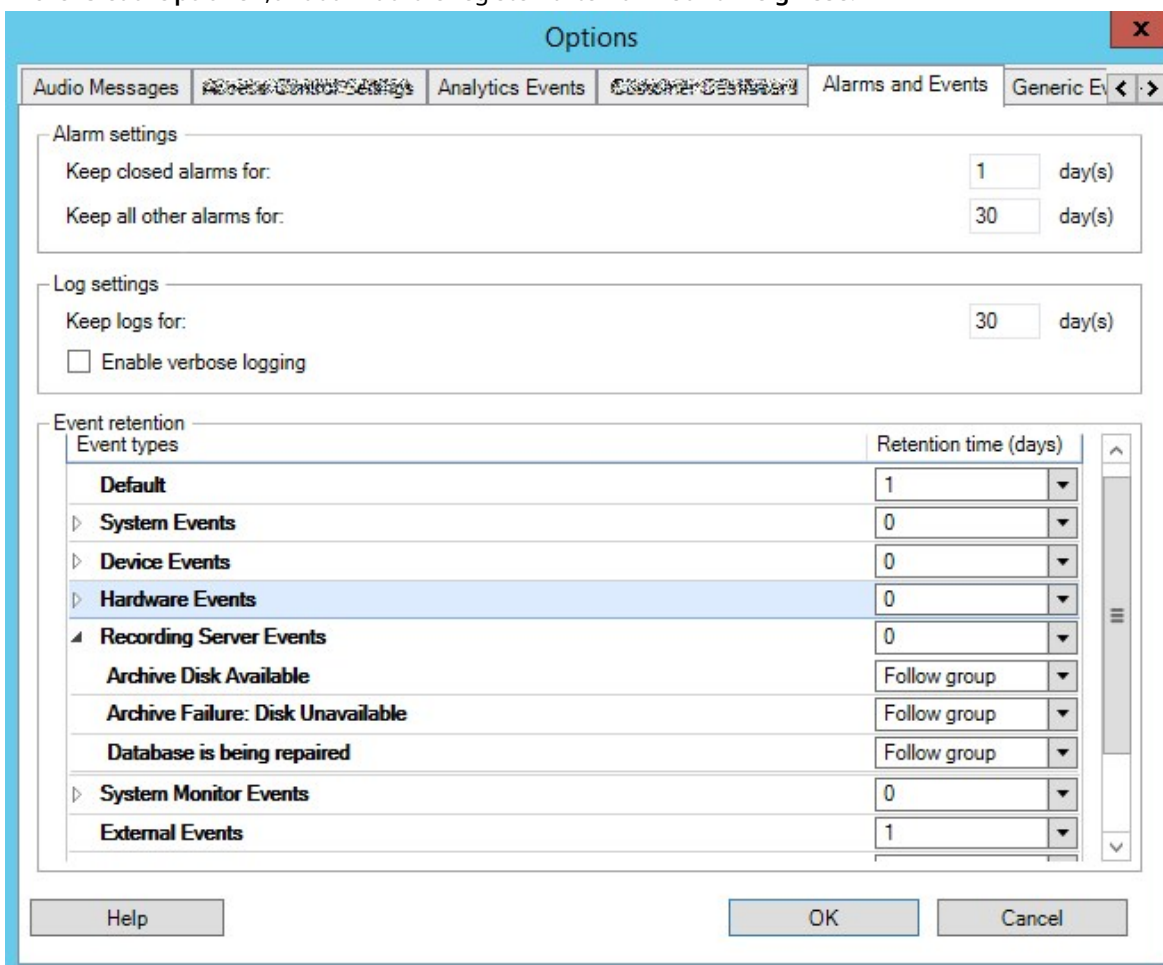 Options
x
Audio Messages
Analytics Events
Alarms and Events
Generic Ev
Alarm settings
Keep closed alarms for: 1 day(s)
Keep all other alarms for: 30 day(s)
Log settings
Keep logs for: 30 day(s)
Enable verbose logging
Event retention
Event types Retention time (days)
Default 1
System Events 0
Device Events 0
Hardware Events 0
Recording Server Events 0
Archive Disk Available Follow group
Archive Failure: Disk Unavailable Follow group
Database is being repaired Follow group
System Monitor Events 0
External Events 1
Help OK Cancel